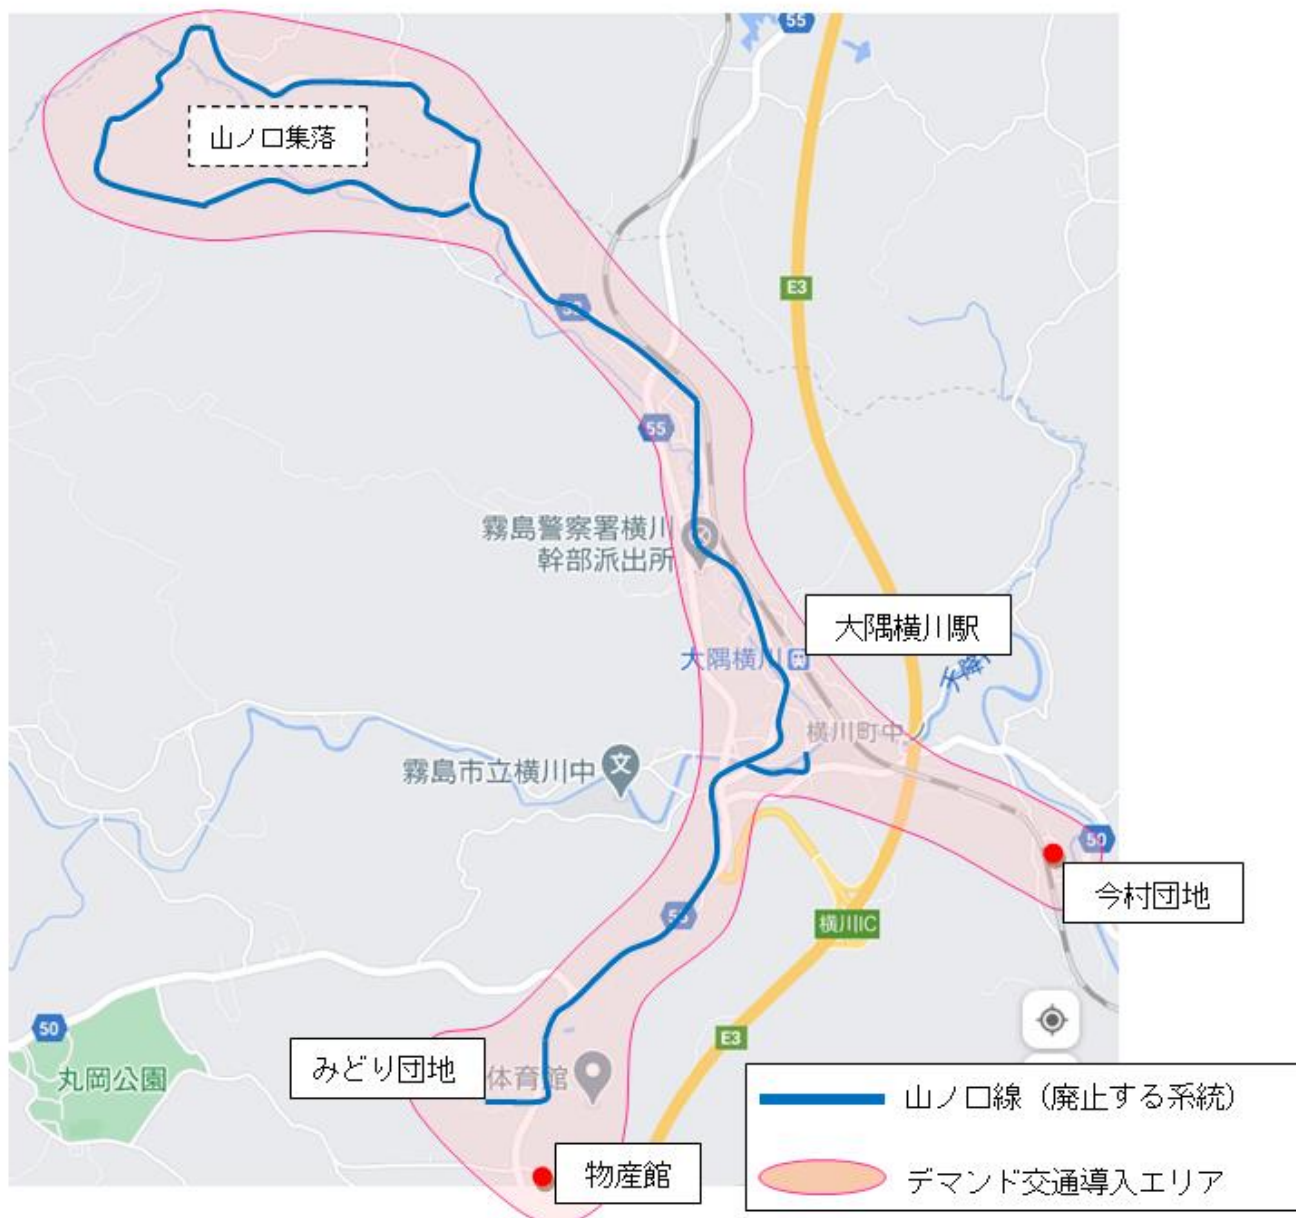 55
山ノ口集落
E3
55
霧島警察署横川
幹部派出所
大隅横川駅
大隅横川
横川町中ノ
霧島市立横川中
文
50
今村団地
横川IC
50
E3
みどり団地
体育館
丸岡公園
物産館
山ノ口線（廃止する系統）
デマンド交通導入エリア